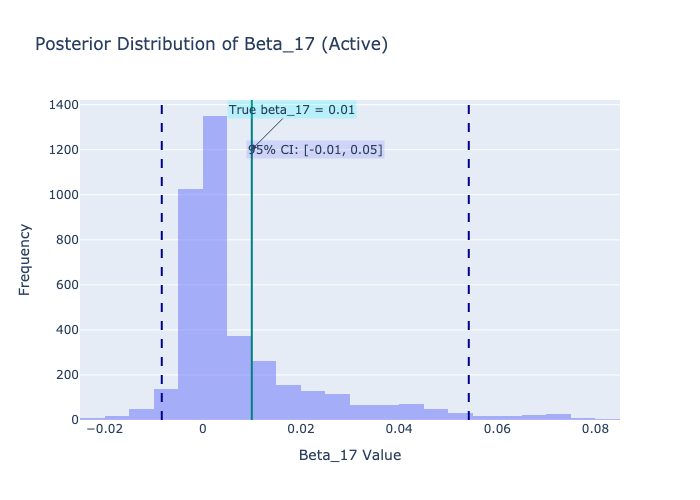 Posterior Distribution of Beta_17 (Active)
1400
1200
1000
800
600
400
200
0
Frequency
True beta_17 = 0.01
95% CI: [-0.01, 0.05]
−0.02
0
0.02
0.04
0.06
0.08
Beta_17 Value